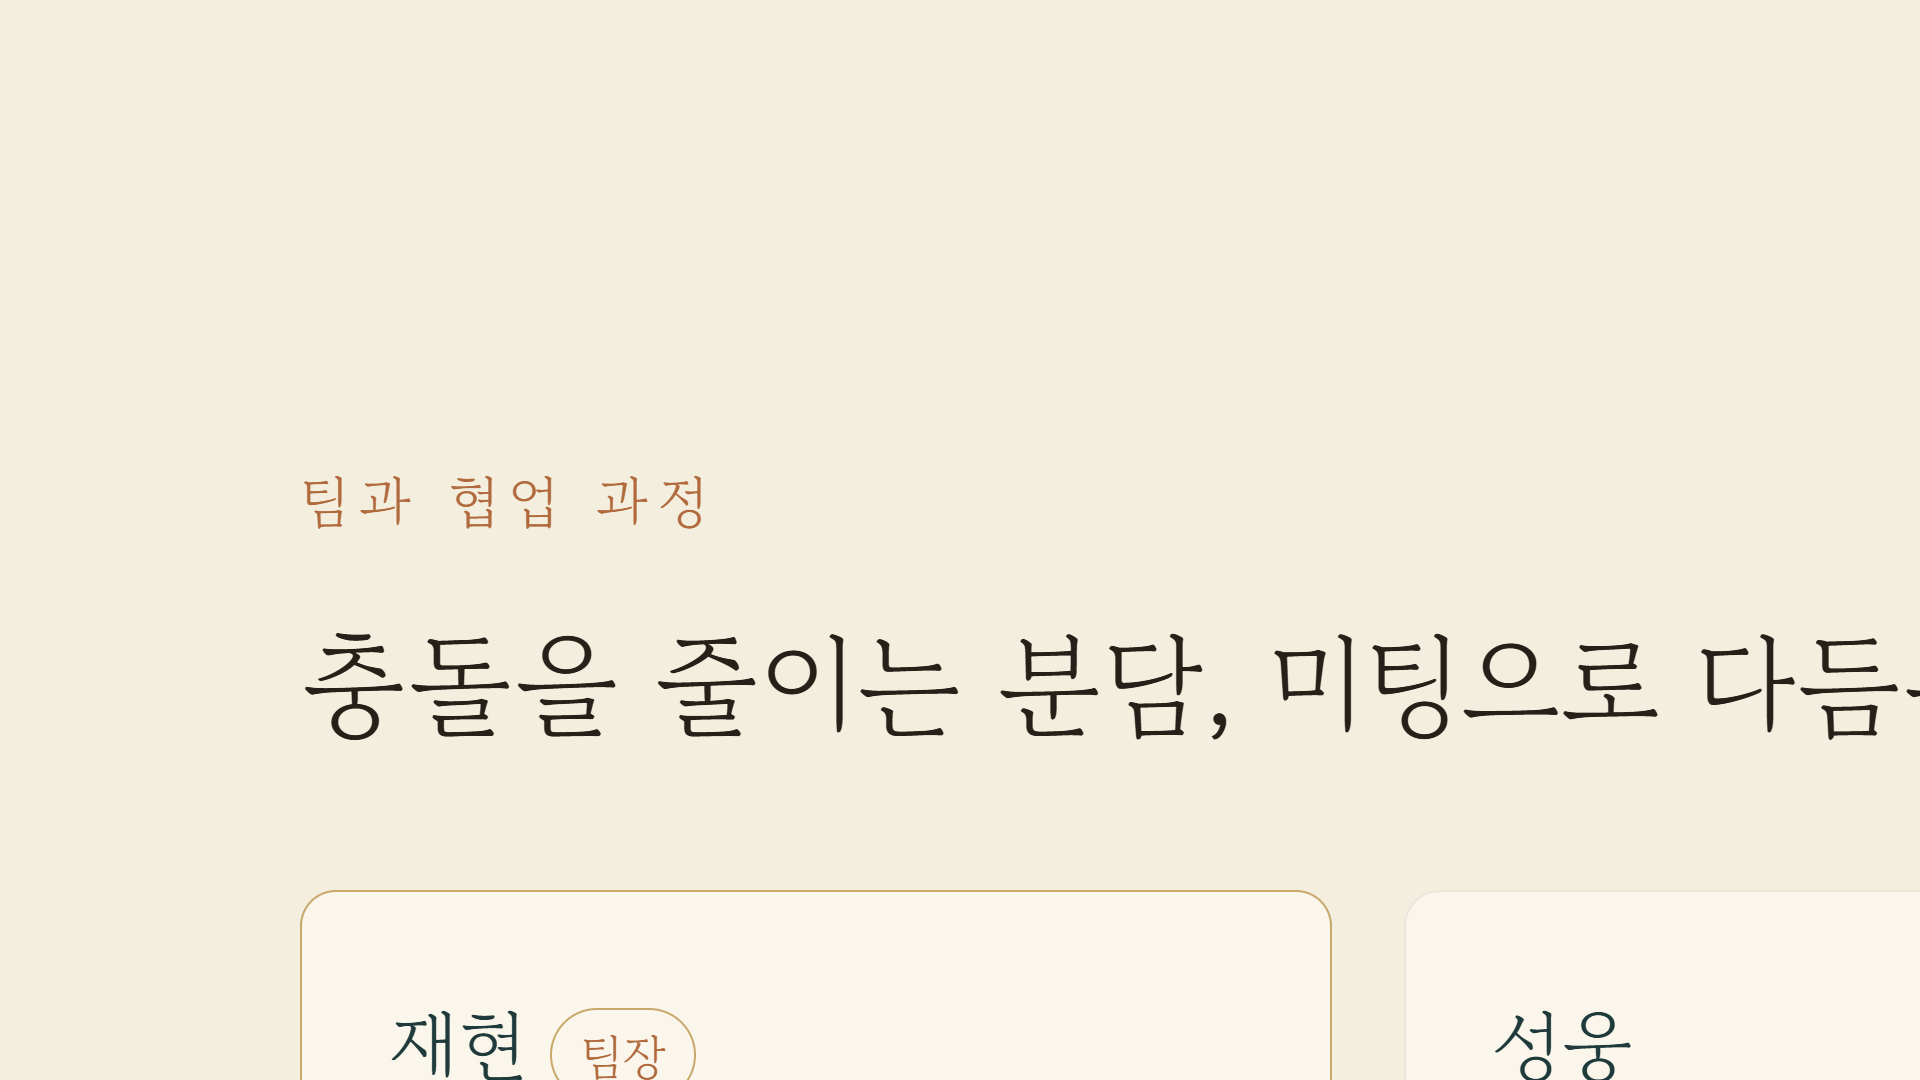 팀과 협업 과정
충돌을 줄이는 분담, 미팅으로 다듬
재현 팀장
성웅